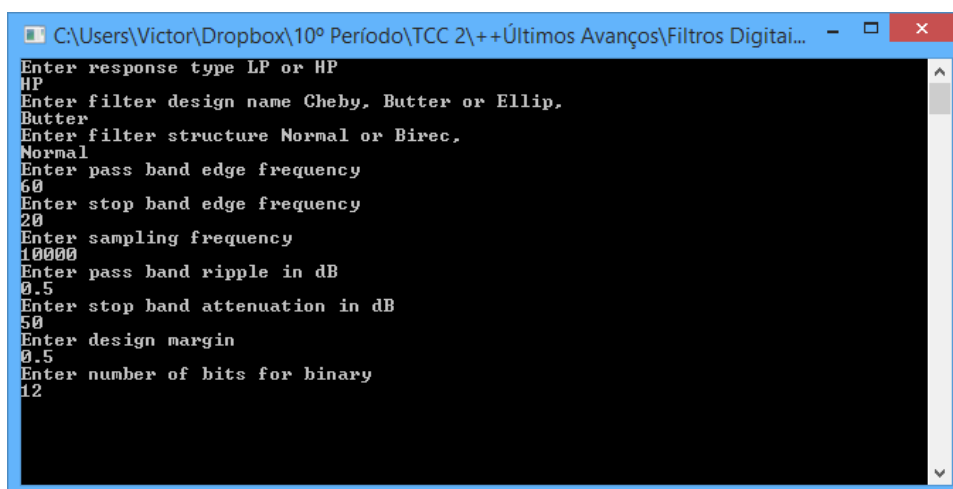 C:\Users\Victor\Dropbox\10º Período\TCC 2\++Últimos Avanços\Filtros Digitai...
Enter response type LP or HP
HP
Enter filter design name Cheby, Butter or Ellip,
Butter
Enter filter structure Normal or Birec,
Normal
Enter pass band edge frequency
60
Enter stop band edge frequency
20
Enter sampling frequency
10000
Enter pass band ripple in dB
0.5
Enter stop band attenuation in dB
50
Enter design margin
0.5
Enter number of bits for binary
12